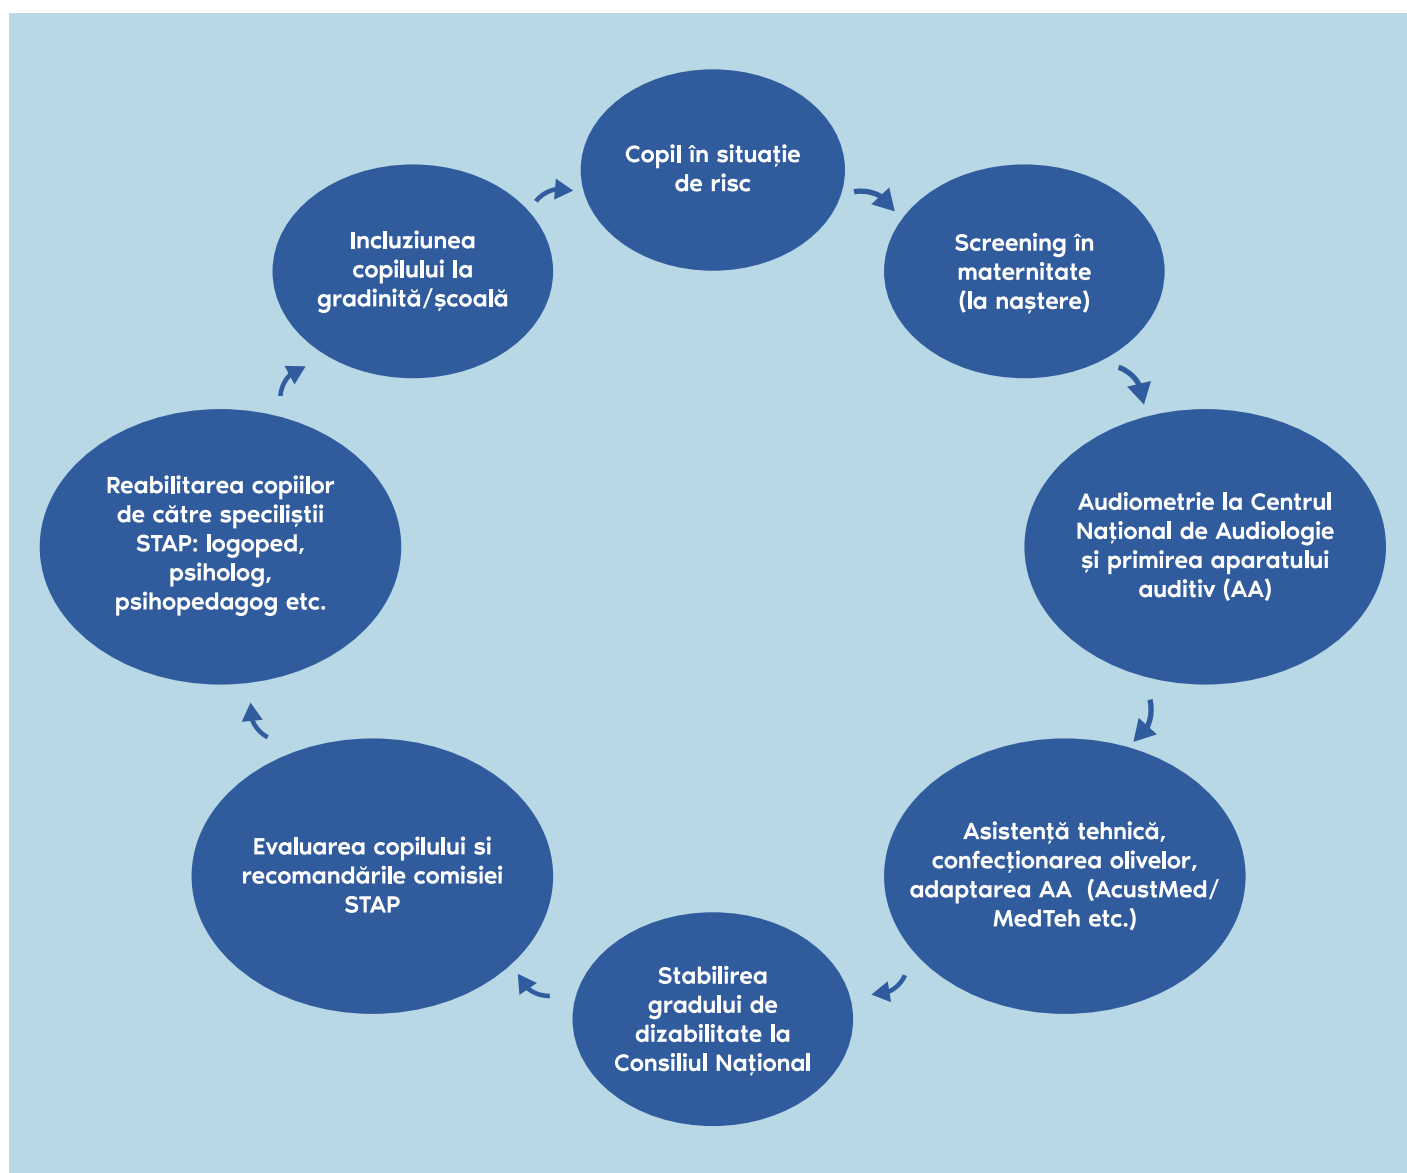 Copil în situație
de risc
Screening în
maternitate
(la naștere)
Audiometrie la Centrul
Național de Audiologie
și primirea aparatului
auditiv (AA)
Asistență tehnică,
confecționarea olivelor,
adaptarea AA (AcustMed/
MedTeh etc.)
Stabilirea
gradului de
dizabilitate la
Consiliul Național
Evaluarea copilului si
recomandările comisiei
STAP
Reabilitarea copiilor
de către speciliștii
STAP: logoped,
psiholog,
psihopedagog etc.
Incluziunea
copilului la
gradinită/școală